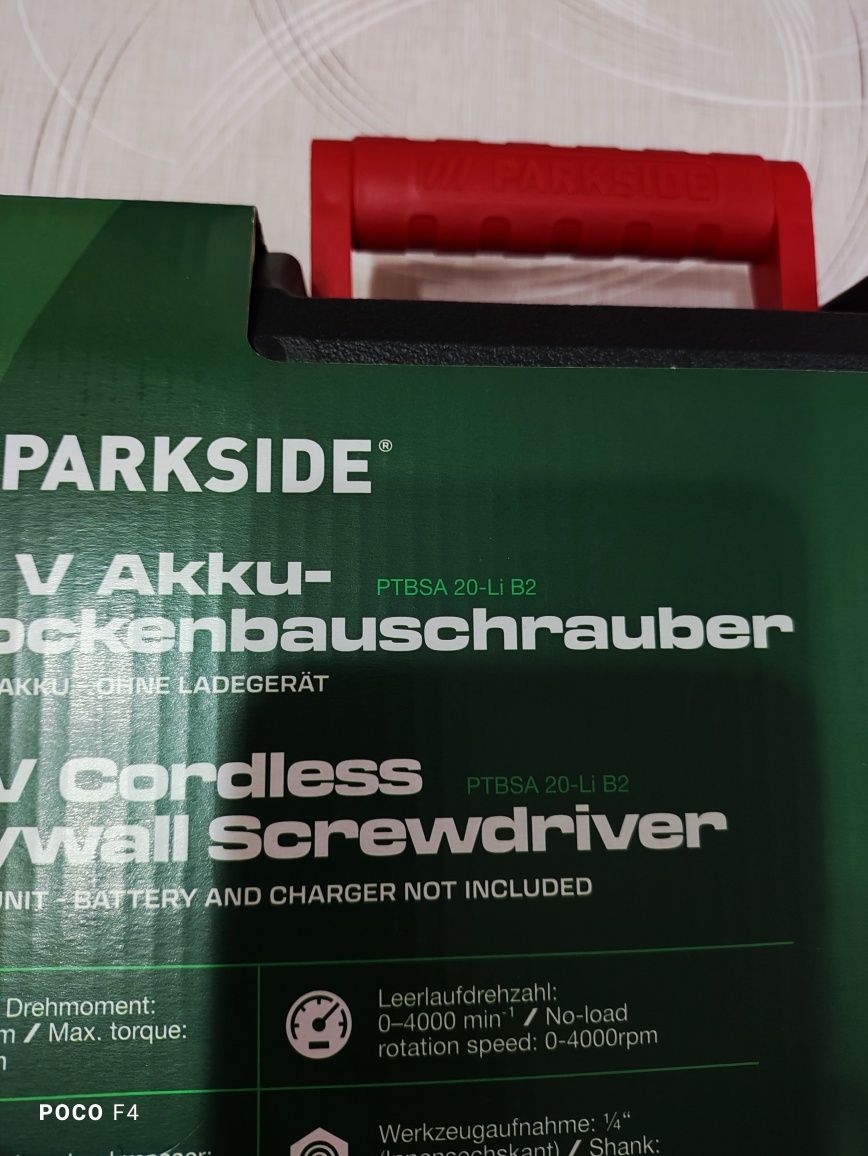 /// PARKSIDE
PARKSIDE®
V Akku-
PTBSA 20-Li B2
ockenbauschrauber
AKKU - OHNE LADEGERÄT
V Cordless
PTBSA 20-Li B2
ywall Screwdriver
UNIT - BATTERY AND CHARGER NOT INCLUDED
Drehmoment:
m / Max. torque:
Leerlaufdrehzahl:
0–4000 min⁻¹ / No-load
rotation speed: 0-4000rpm
Werkzeugaufnahme: ¼“
(Innensechskant) / Shank:
POCO F4